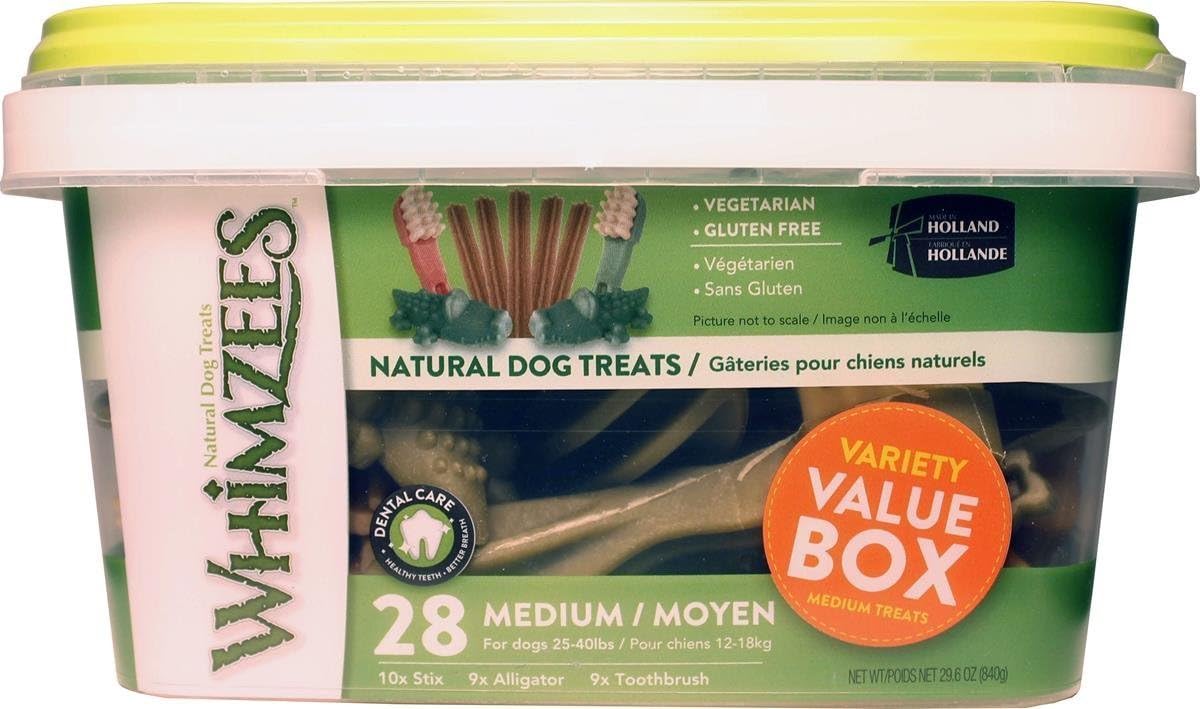 WHIMZEES™
Natural Dog Treats
• VEGETARIAN
• GLUTEN FREE
• Végétarien
• Sans Gluten
MADE IN
HOLLAND
FABRIQUÉ EN
HOLLANDE
Picture not to scale / Image non à l'échelle
NATURAL DOG TREATS / Gâteries pour chiens naturels
DENTAL CARE
• HEALTHY TEETH • BETTER BREATH
VARIETY
VALUE
BOX
MEDIUM TREATS
28 MEDIUM / MOYEN
For dogs 25-40lbs / Pour chiens 12-18kg
10x Stix 9x Alligator 9x Toothbrush
NET WT/POIDS NET 29.6 OZ (840g)